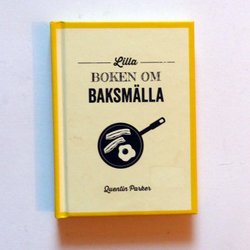 Lilla
BOKEN OM
BAKSMÄLLA
Quentin Parker